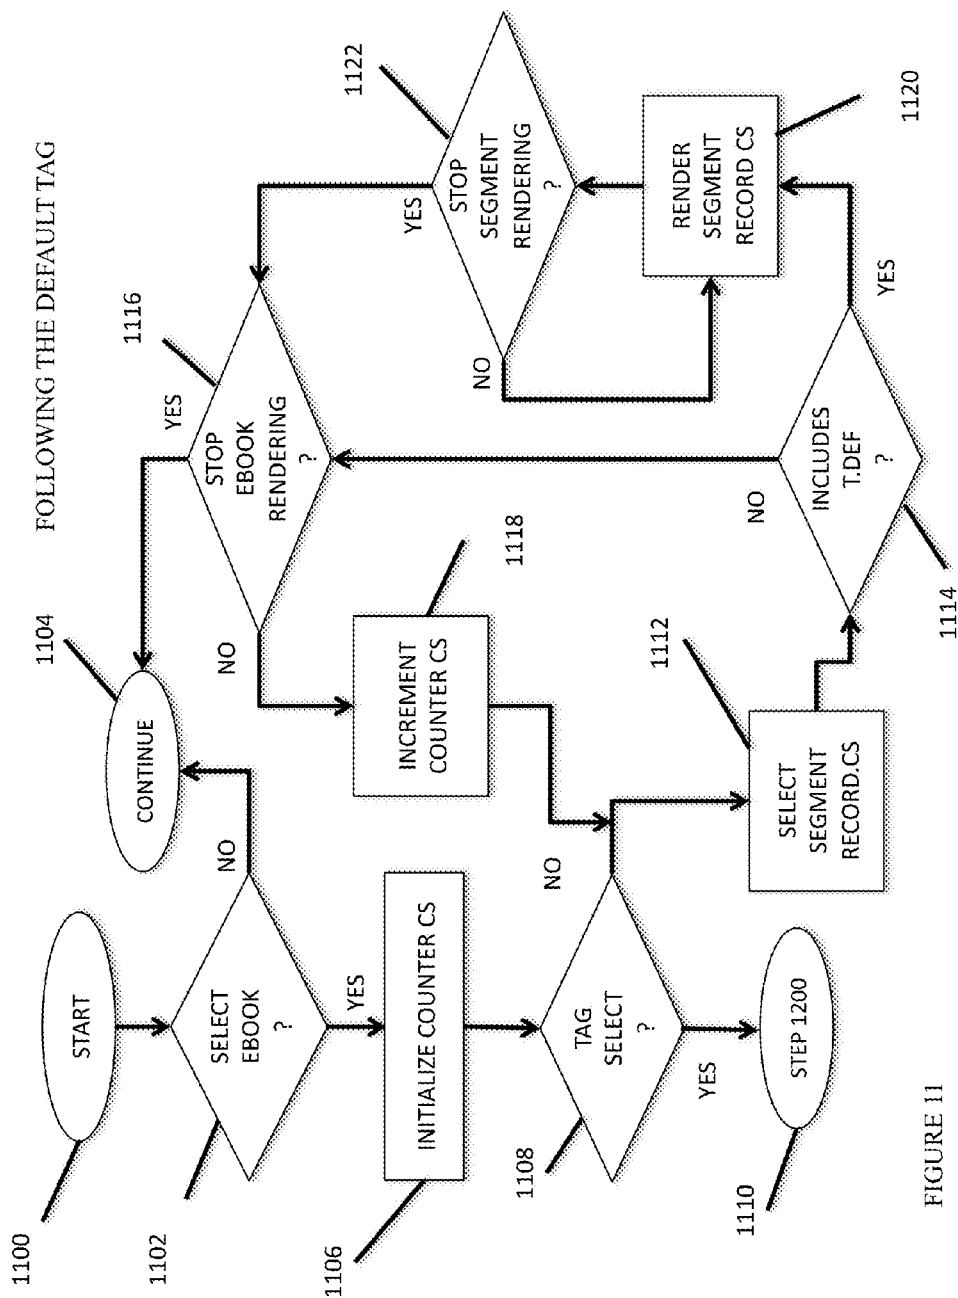 FOLLOWING THE DEFAULT TAG
1100
START
1102
SELECT
EBOOK
?
NO
YES
1104
CONTINUE
1106
INITIALIZE COUNTER CS
1108
TAG
SELECT
?
NO
YES
1110
STEP 1200
1112
SELECT
SEGMENT
RECORD.CS
1114
INCLUDES
T.DEF
?
NO
YES
1116
STOP
EBOOK
RENDERING
?
YES
NO
1118
INCREMENT
COUNTER CS
1120
RENDER
SEGMENT
RECORD CS
1122
STOP
SEGMENT
RENDERING
?
YES
NO
FIGURE 11